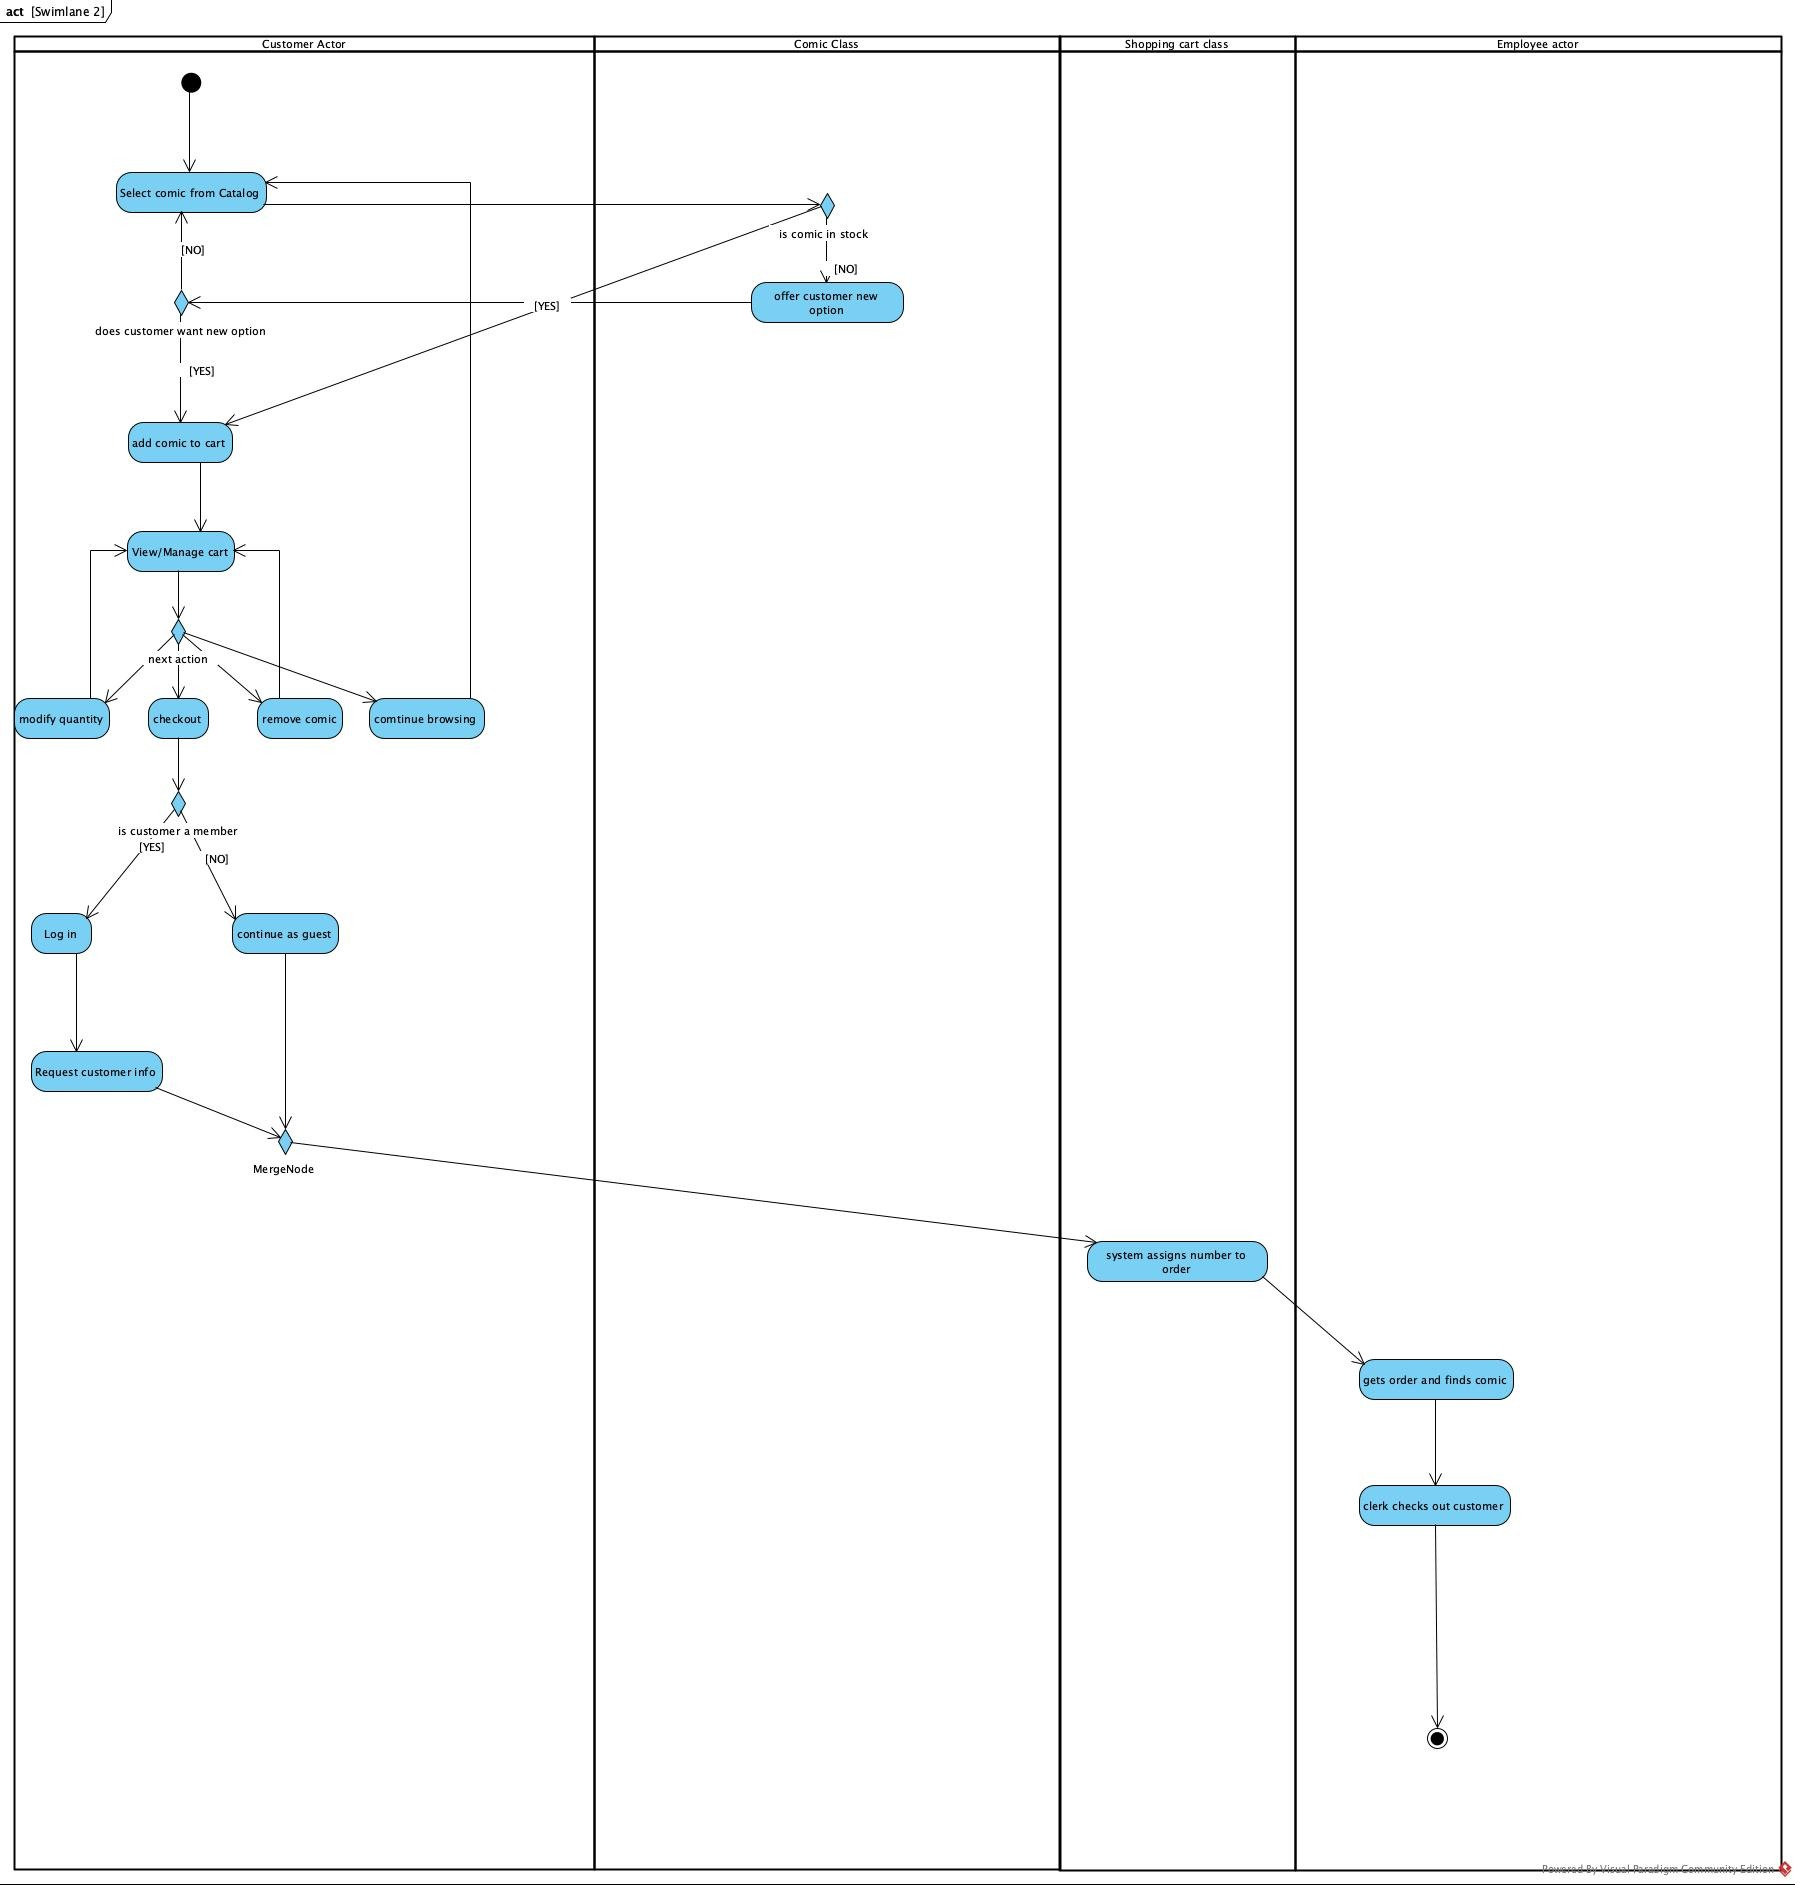 act [Swimlane 2]
Customer Actor
Comic Class
Shopping cart class
Employee actor
Select comic from Catalog
is comic in stock
[NO]
[NO]
offer customer new
option
[YES]
does customer want new option
[YES]
add comic to cart
View/Manage cart
next action
modify quantity
checkout
remove comic
comtinue browsing
is customer a member
[YES]
[NO]
Log in
continue as guest
Request customer info
MergeNode
system assigns number to
order
gets order and finds comic
clerk checks out customer
Powered By Visual Paradigm Community Edition